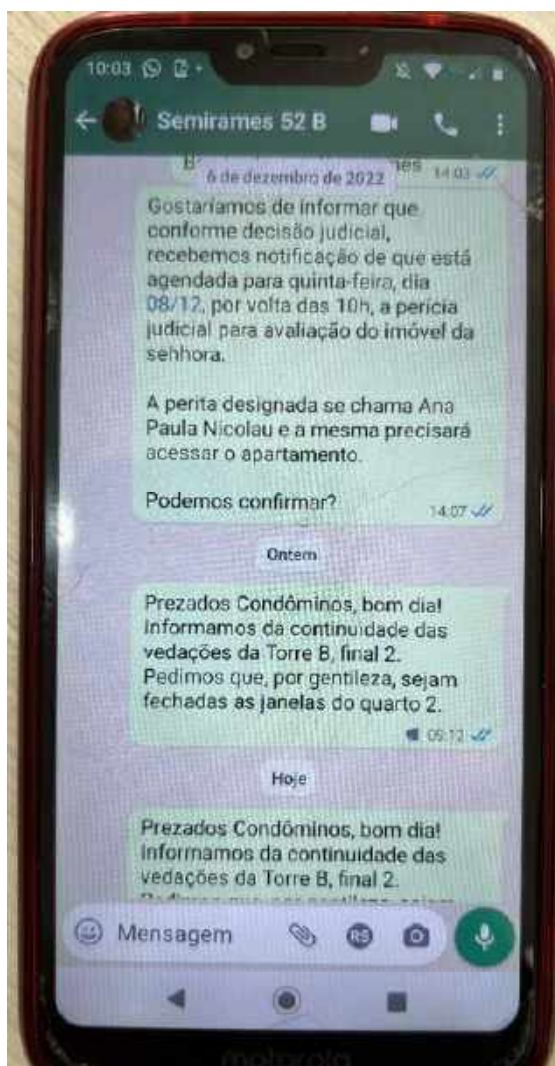 10:03
Semirames 52 B
14:03
6 de dezembro de 2022
Gostaríamos de informar que
conforme decisão judicial,
recebemos notificação de que está
agendada para quinta-feira, dia
08/12, por volta das 10h, a perícia
judicial para avaliação do imóvel da
sehhora.
A perita designada se chama Ana
Paula Nicolau e a mesma precisará
acessar o apartamento.
Podemos confirmar?
14:07
Ontem
Prezados Condôminos, bom dia!
Informamos da continuidade das
vedações da Torre B, final 2.
Pedimos que, por gentileza, sejam
fechadas as janelas do quarto 2.
09:12
Hoje
Prezados Condôminos, bom dia!
Informamos da continuidade das
vedações da Torre B, final 2.
Mensagem
R$
motorola